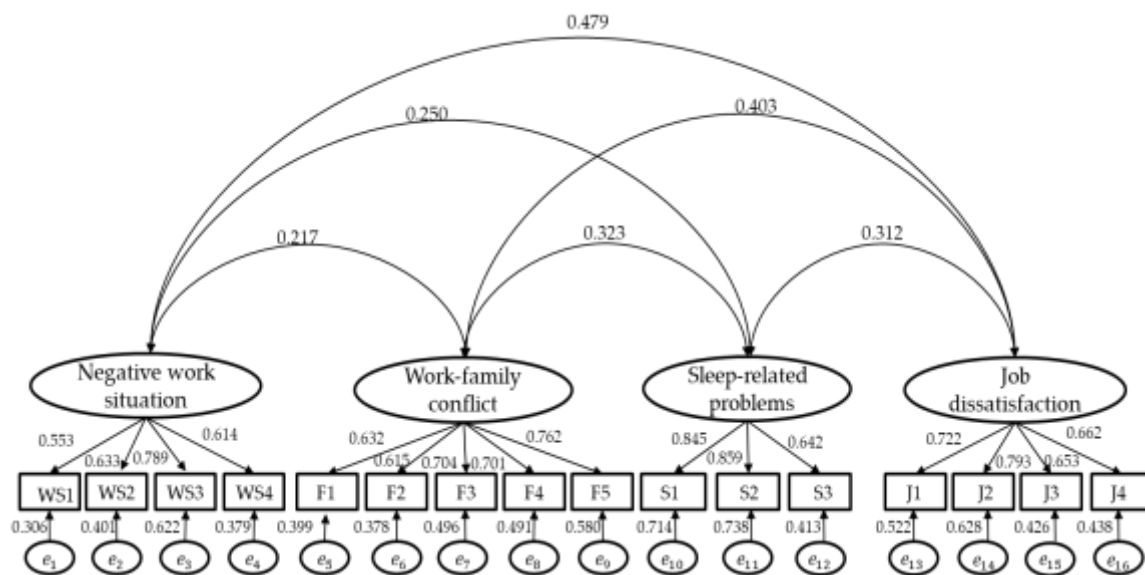 0.479
0.250
0.403
0.217
0.323
0.312
Negative work
situation
Work-family
conflict
Sleep-related
problems
Job
dissatisfaction
0.553
0.633
0.789
0.614
0.632
0.615
0.704
0.701
0.762
0.845
0.859
0.642
0.722
0.793
0.653
0.662
WS1 WS2 WS3 WS4 F1 F2 F3 F4 F5 S1 S2 S3 J1 J2 J3 J4
0.306 0.401 0.622 0.379 0.399 0.378 0.496 0.491 0.580 0.714 0.738 0.413 0.522 0.628 0.426 0.438
e1 e2 e3 e4 e5 e6 e7 e8 e9 e10 e11 e12 e13 e14 e15 e16